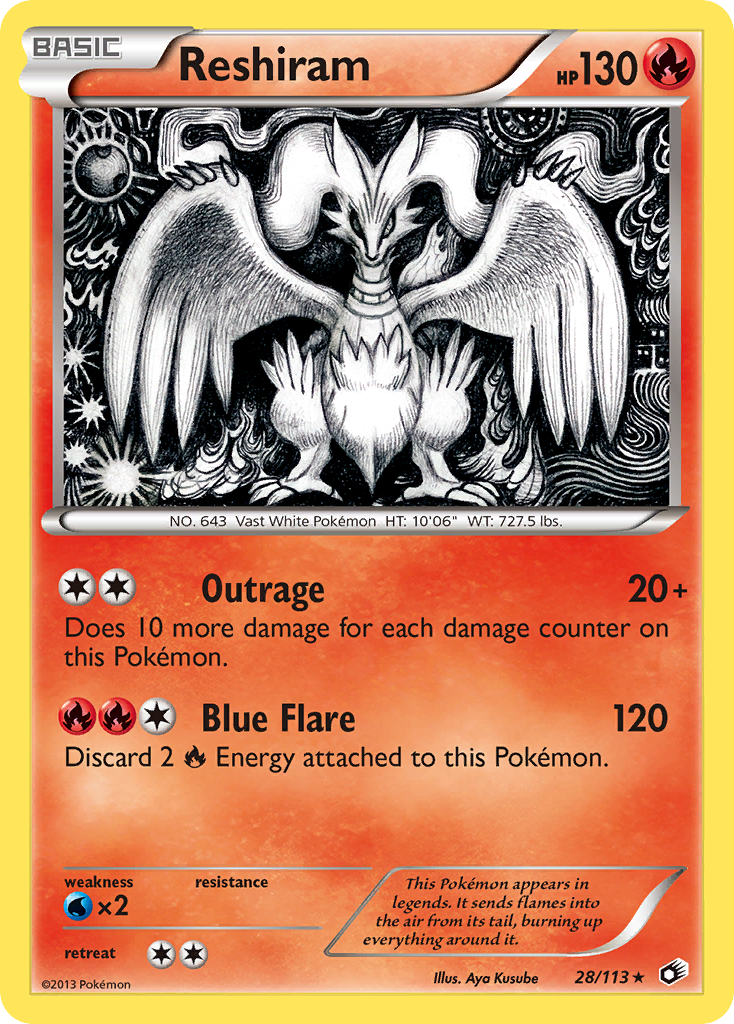 BASIC
Reshiram
HP130
NO. 643 Vast White Pokémon HT: 10'06" WT: 727.5 lbs.
Outrage 20+
Does 10 more damage for each damage counter on
this Pokémon.
Blue Flare 120
Discard 2 Energy attached to this Pokémon.
weakness resistance
×2
This Pokémon appears in
legends. It sends flames into
the air from its tail, burning up
everything around it.
retreat
©2013 Pokémon
Illus. Aya Kusube 28/113 ★